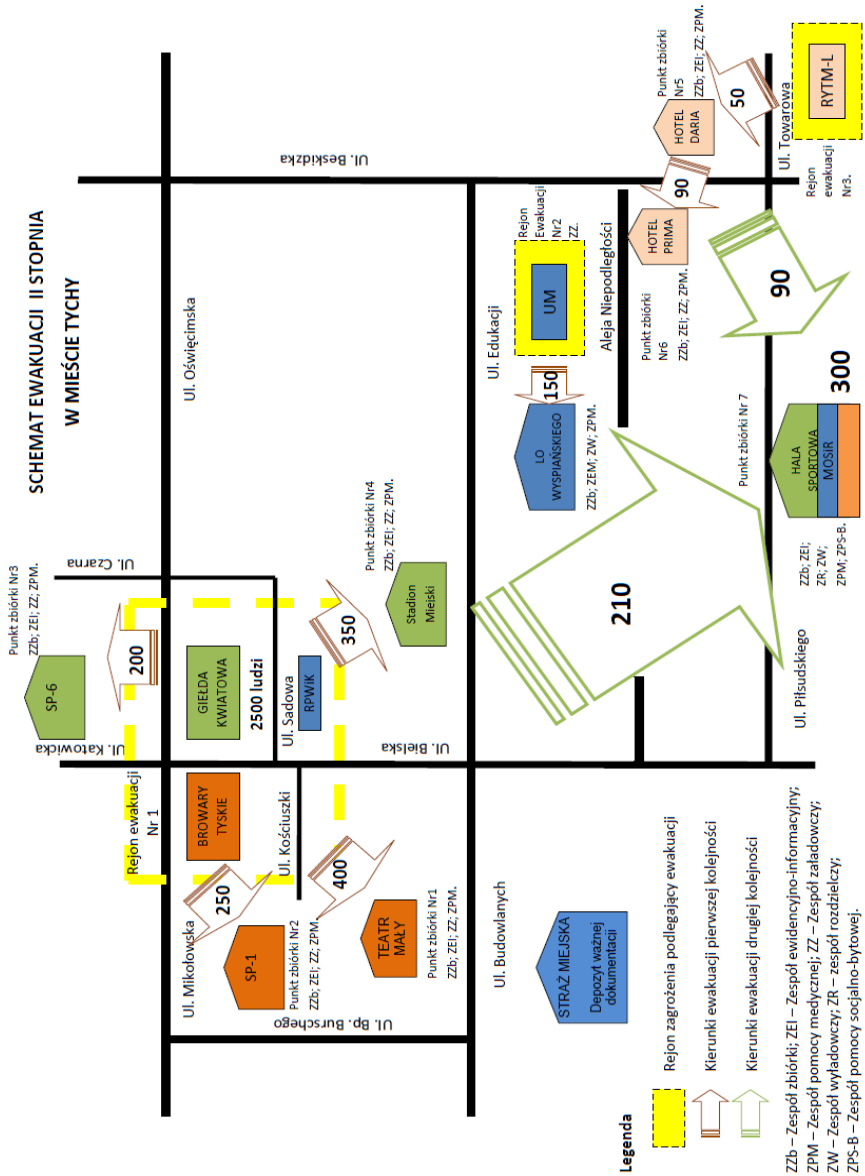 SCHEMAT EWAKUACJI II STOPNIA
W MIEŚCIE TYCHY
Punkt zbiórki Nr3
ZZb; ZEI; ZZ; ZPM.
SP-6
Ul. Katowicka
Ul. Czarna
200
Rejon ewakuacji
Nr 1
Ul. Mikołowska
Ul. Oświęcimska
BROWARY
TYSKIE
GIEŁDA
KWIATOWA
2500 ludzi
Ul. Sadowa
RPWiK
Ul. Kościuszki
250
SP-1
Punkt zbiórki Nr2
ZZb; ZEI; ZZ; ZPM.
400
TEATR
MAŁY
Punkt zbiórki Nr1
ZZb; ZEI; ZZ; ZPM.
Ul. Bp. Burschego
350
Punkt zbiórki Nr4
ZZb; ZEI; ZZ; ZPM.
Stadion
Miejski
Ul. Bielska
Ul. Beskidzka
Ul. Budowlanych
Ul. Edukacji
STRAŻ MIEJSKA
Depozyt ważnej
dokumentacji
LO
WYSPIAŃSKIEGO
ZZb; ZEM; ZW; ZPM.
150
UM
Rejon
Ewakuacji
Nr2
ZZ.
Aleja Niepodległości
Punkt zbiórki
Nr6
ZZb; ZEI; ZZ; ZPM.
HOTEL
PRIMA
90
HOTEL
DARIA
Punkt zbiórki
Nr5
ZZb; ZEI; ZZ; ZPM.
50
210
90
Ul. Piłsudskiego
Ul. Towarowa
Punkt zbiórki Nr 7
HALA
SPORTOWA
MOSiR
300
ZZb; ZEI;
ZR; ZW;
ZPM; ZPS-B.
Rejon
ewakuacji
Nr3.
RYTM-L
Legenda
Rejon zagrożenia podlegający ewakuacji
Kierunki ewakuacji pierwszej kolejności
Kierunki ewakuacji drugiej kolejności
ZZb – Zespół zbiórki; ZEI – Zespół ewidencyjno-informacyjny;
ZPM – Zespół pomocy medycznej; ZZ – Zespół załadowczy;
ZW – Zespół wyładowczy; ZR – zespół rozdzielczy;
ZPS-B – Zespół pomocy socjalno-bytowej.